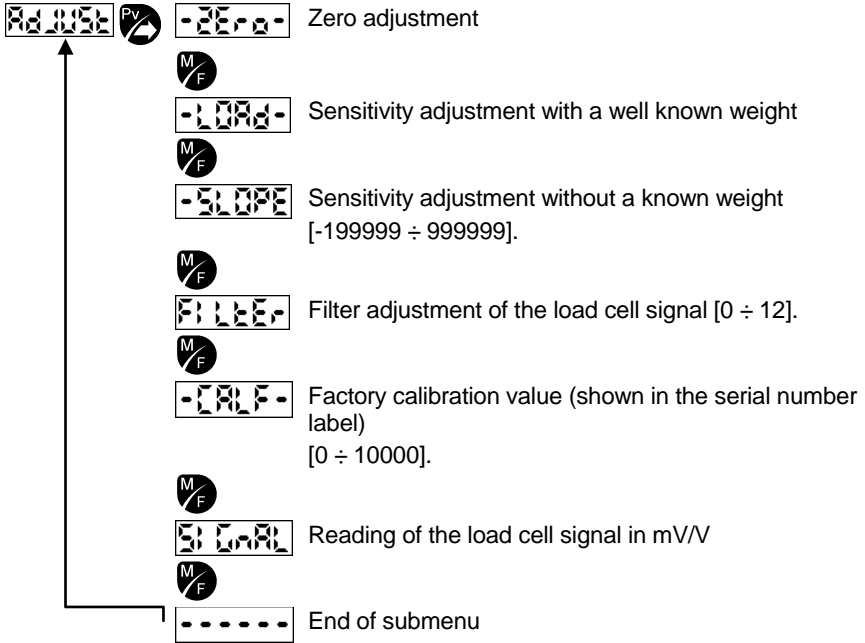 AdJUSt Pv -ZEro- Zero adjustment
M/F
-LOAd- Sensitivity adjustment with a well known weight
M/F
-SLOPE Sensitivity adjustment without a known weight
[-199999 ÷ 999999].
M/F
FILtEr Filter adjustment of the load cell signal [0 ÷ 12].
M/F
-CALF- Factory calibration value (shown in the serial number
label)
[0 ÷ 10000].
M/F
SIGnAL Reading of the load cell signal in mV/V
M/F
------ End of submenu